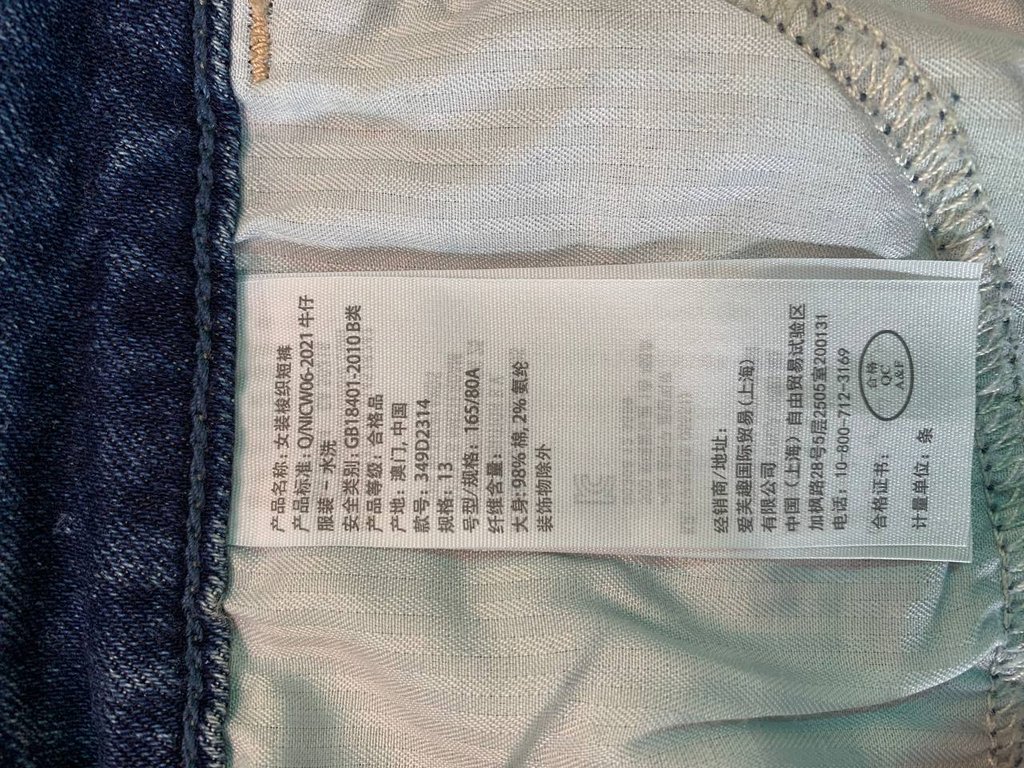 产品名称: 女装梭织短裤
产品标准: Q/NICW06-2021 牛仔
服装 - 水洗
安全类别: GB18401-2010 B类
产品等级: 合格品
产地: 澳门, 中国
款号: 349D2314
规格: 13
号型/规格: 165/80A
纤维含量:
大身: 98% 棉, 2% 氨纶
装饰物除外
经销商/地址:
爱芙趣国际贸易(上海)
有限公司
中国（上海）自由贸易试验区
加枫路28号5层2505室200131
电话: 10-800-712-3169
合格证书:
合格
QC
A&F
计量单位: 条